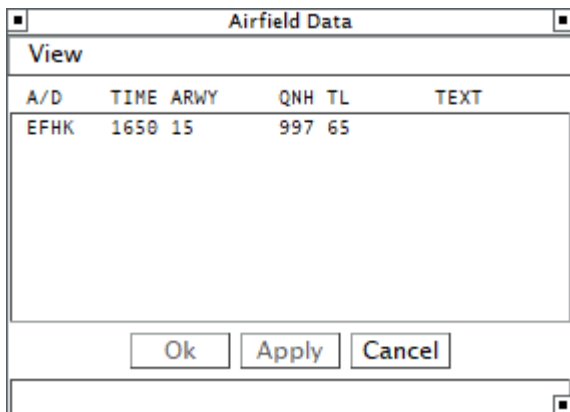 Airfield Data
View
A/D TIME ARWY QNH TL TEXT
EFHK 1650 15 997 65
Ok Apply Cancel